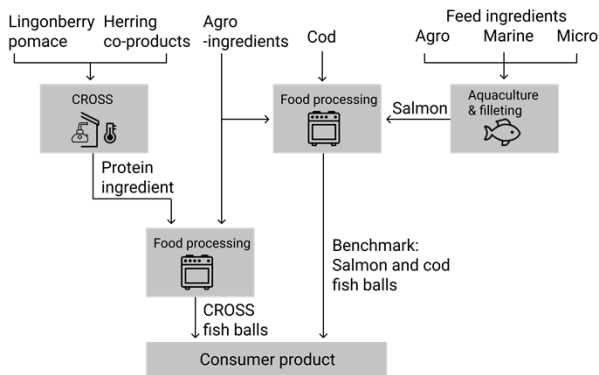 Lingonberry
pomace
Herring
co-products
Agro
-ingredients
Cod
Feed ingredients
Agro
Marine
Micro
CROSS
Food processing
Salmon
Aquaculture
& filleting
Protein
ingredient
Food processing
Benchmark:
Salmon and cod
fish balls
CROSS
fish balls
Consumer product